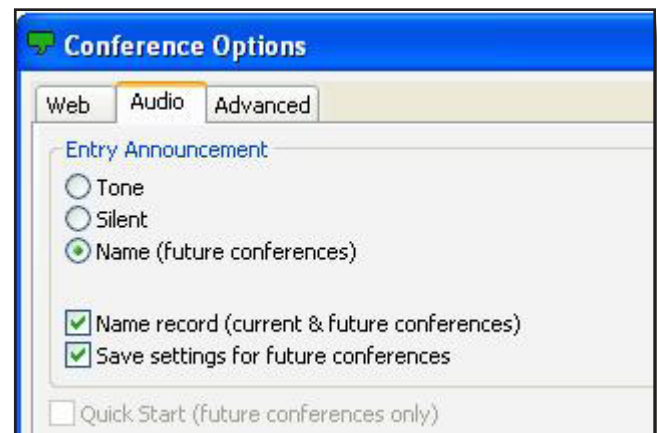 Conference Options
Web Audio Advanced
Entry Announcement
Tone
Silent
Name (future conferences)
Name record (current & future conferences)
Save settings for future conferences
Quick Start (future conferences only)